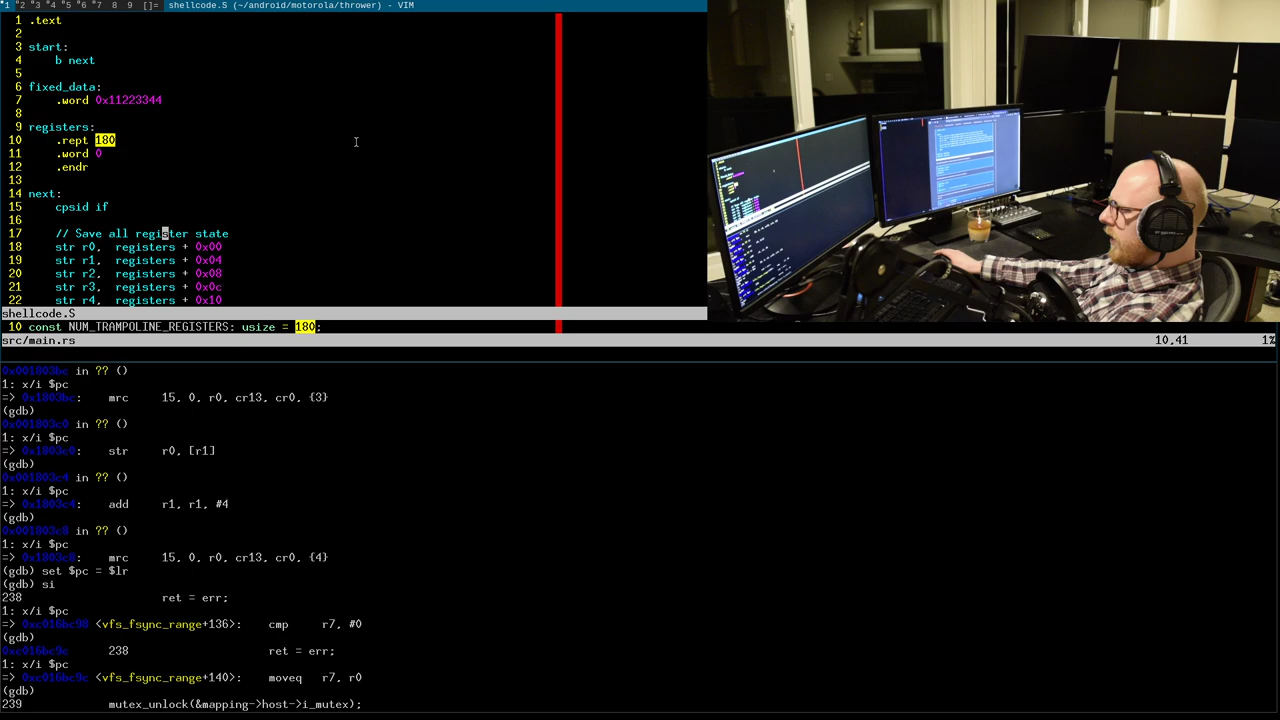 1 2 3 4 5 6 7 8 9 []= shellcode.S (~/android/motorola/thrower) - VIM
1 .text
2
3 start:
4 b next
5
6 fixed_data:
7 .word 0x11223344
8
9 registers:
10 .rept 180
11 .word 0
12 .endr
13
14 next:
15 cpsid if
16
17 // Save all register state
18 str r0, registers + 0x00
19 str r1, registers + 0x04
20 str r2, registers + 0x08
21 str r3, registers + 0x0c
22 str r4, registers + 0x10
shellcode.S
10 const NUM_TRAMPOLINE_REGISTERS: usize = 180;
src/main.rs 10,41 1%
0x001803bc in ?? ()
1: x/i $pc
=> 0x1803bc: mrc 15, 0, r0, cr13, cr0, {3}
(gdb)
0x001803c0 in ?? ()
1: x/i $pc
=> 0x1803c0: str r0, [r1]
(gdb)
0x001803c4 in ?? ()
1: x/i $pc
=> 0x1803c4: add r1, r1, #4
(gdb)
0x001803c8 in ?? ()
1: x/i $pc
=> 0x1803c8: mrc 15, 0, r0, cr13, cr0, {4}
(gdb) set $pc = $lr
(gdb) si
238 ret = err;
1: x/i $pc
=> 0xc016bc98 <vfs_fsync_range+136>: cmp r7, #0
(gdb)
0xc016bc9c 238 ret = err;
1: x/i $pc
=> 0xc016bc9c <vfs_fsync_range+140>: moveq r7, r0
(gdb)
239 mutex_unlock(&mapping->host->i_mutex);